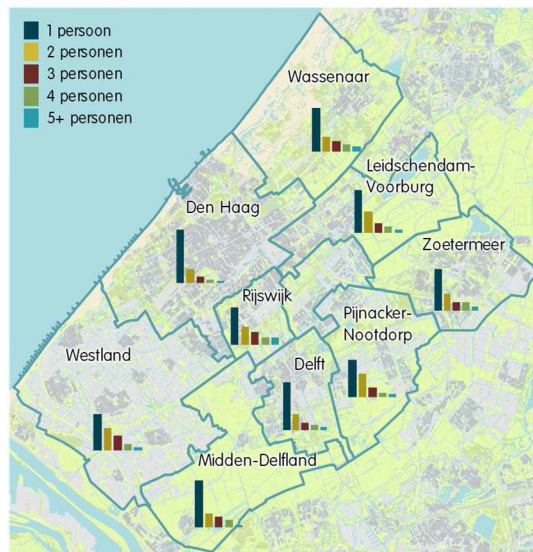 1 persoon
2 personen
3 personen
4 personen
5+ personen
Wassenaar
Leidschendam-
Voorburg
Den Haag
Zoetermeer
Rijswijk
Pijnacker-
Nootdorp
Westland
Delft
Midden-Delfland